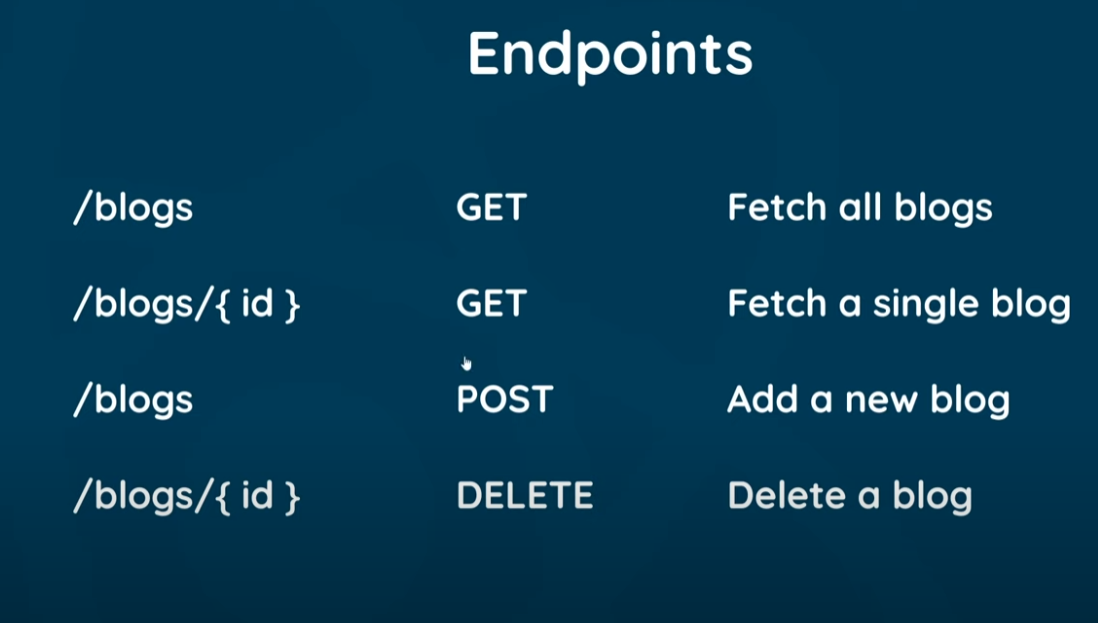 Endpoints
/blogs GET Fetch all blogs
/blogs/{ id } GET Fetch a single blog
/blogs POST Add a new blog
/blogs/{ id } DELETE Delete a blog